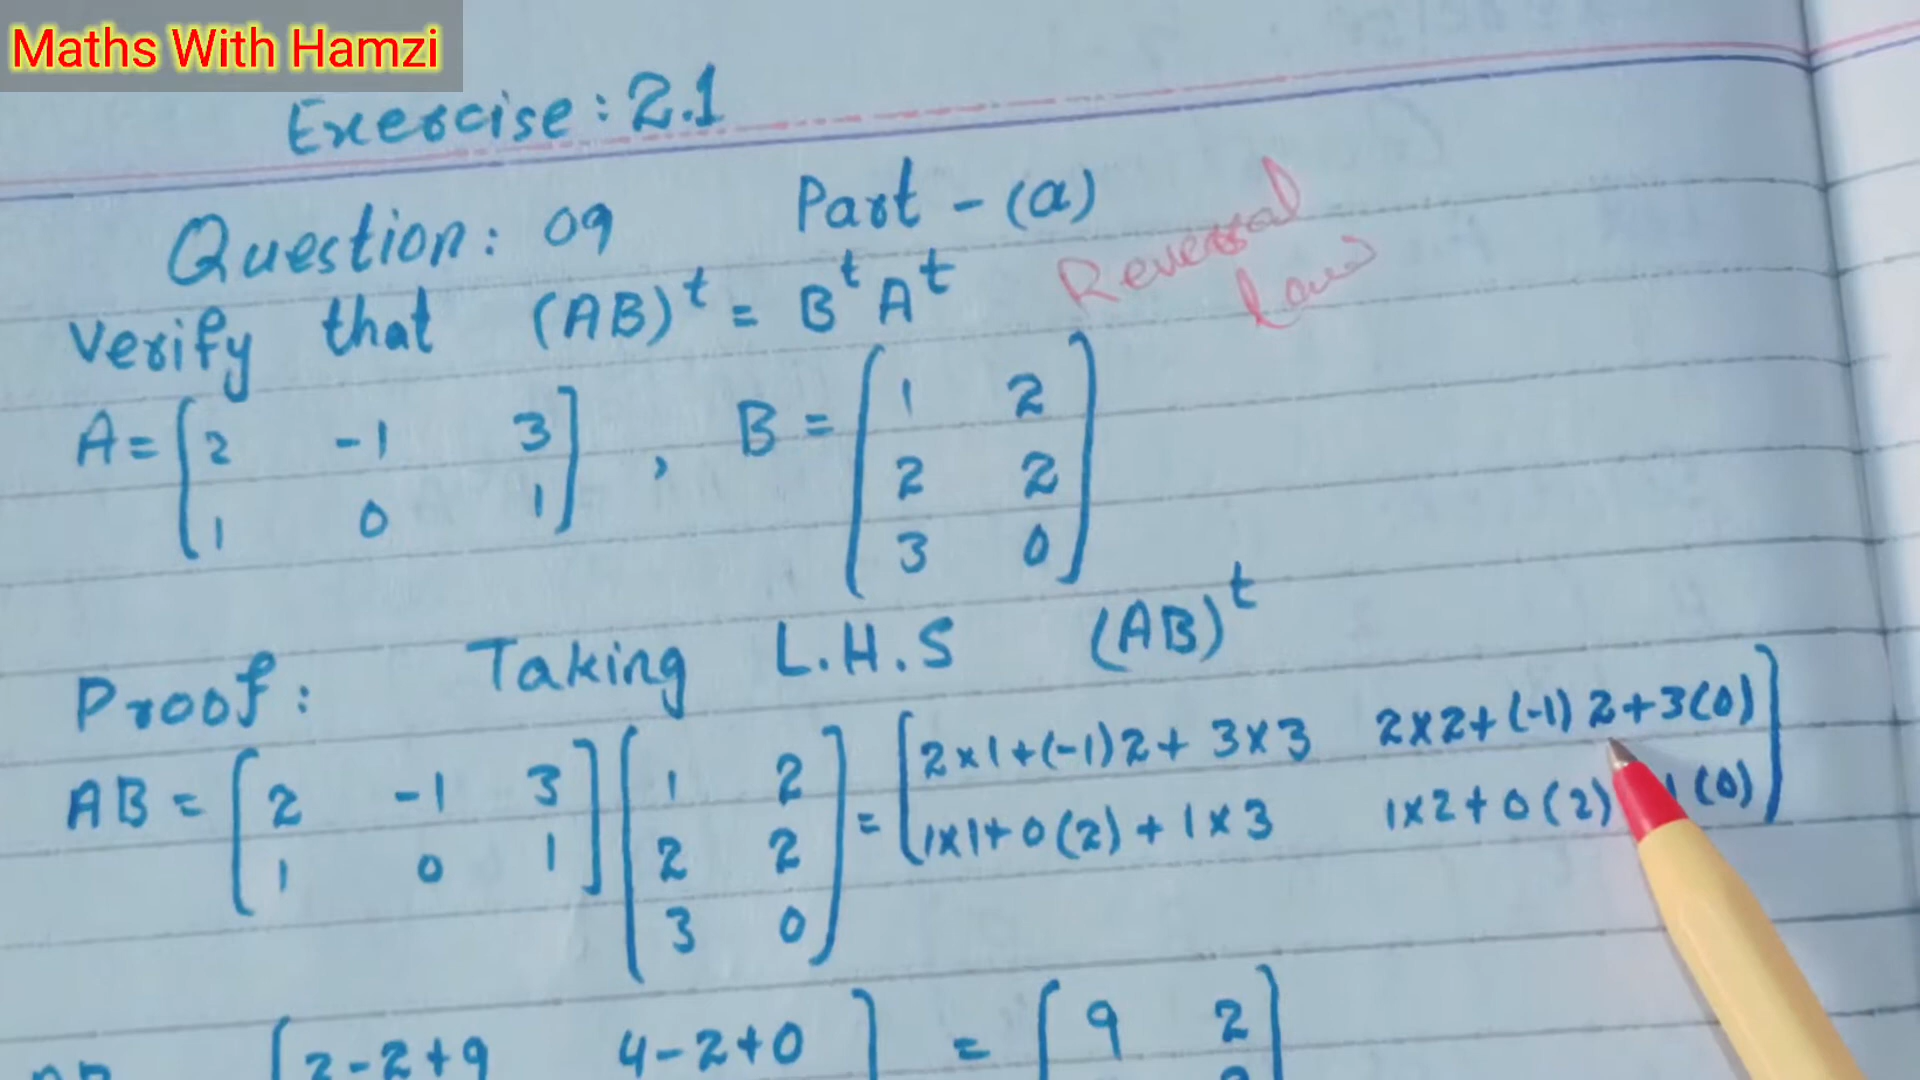 Maths With Hamzi
Exercise: 2.1
Question: 09 Part - (a)
Reversal
law
Verify that (AB)^t = B^t A^t
A = [2 -1 3
1 0 1] , B = [1 2
2 2
3 0]
Proof: Taking L.H.S (AB)^t
AB = [2 -1 3
1 0 1] [1 2
2 2
3 0] = [2×1+(-1)2+3×3 2×2+(-1)2+3(0)
1×1+0(2)+1×3 1×2+0(2) 1(0)]
[2-2+9 4-2+0] = [9 2]